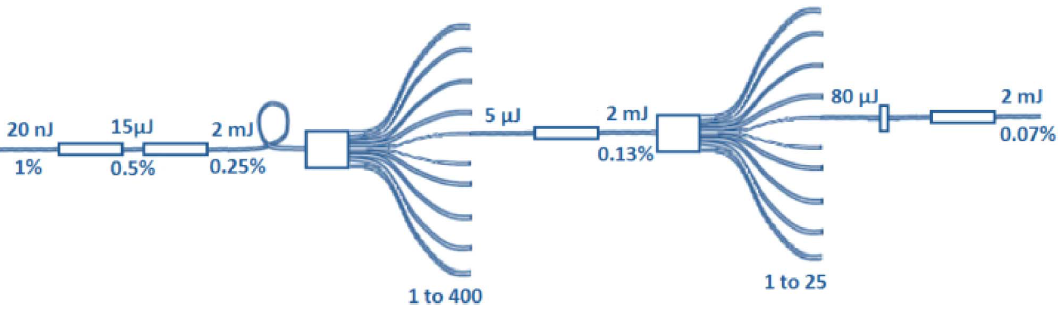 20 nJ
1%
15µJ
0.5%
2 mJ
0.25%
1 to 400
5 µJ
2 mJ
0.13%
1 to 25
80 µJ
2 mJ
0.07%